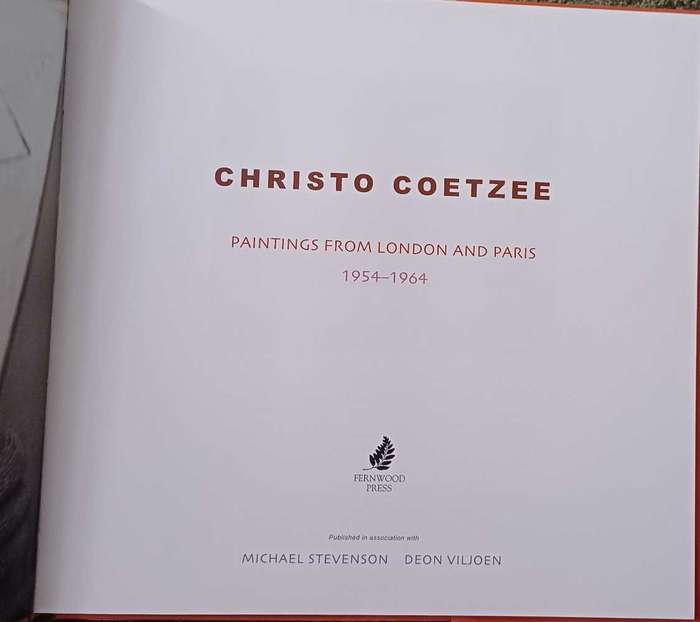 CHRISTO COETZEE
PAINTINGS FROM LONDON AND PARIS
1954–1964
FERNWOOD
PRESS
Published in association with
MICHAEL STEVENSON DEON VILJOEN